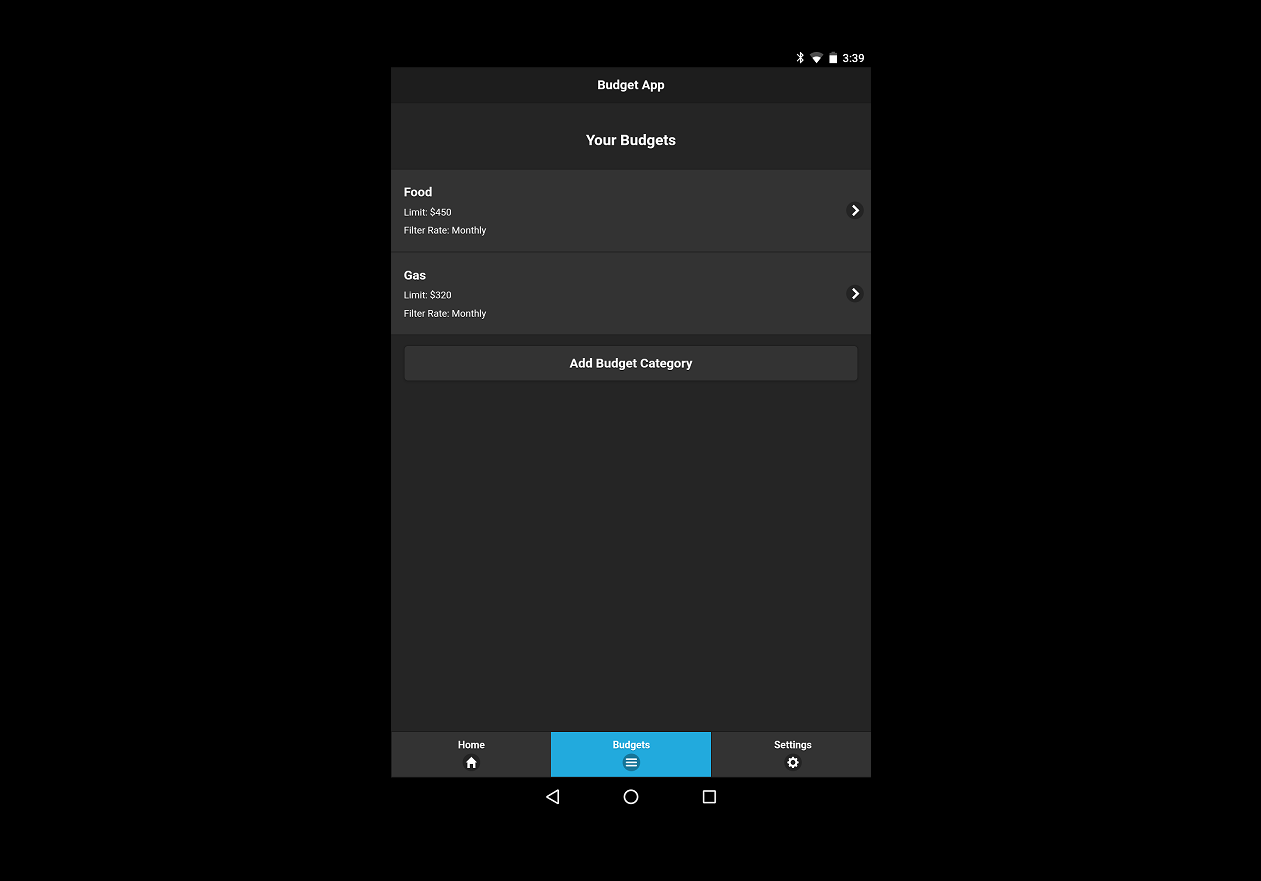 3:39
Budget App
Your Budgets
Food
Limit: $450
Filter Rate: Monthly
Gas
Limit: $320
Filter Rate: Monthly
Add Budget Category
Home
Budgets
Settings